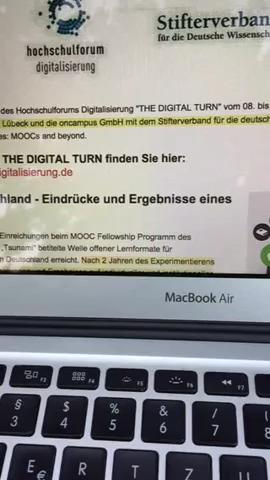 hochschulforum
digitalisierung
Stifterverban
für die Deutsche Wissensch
des Hochschulforums Digitalisierung "THE DIGITAL TURN" vom 08. bis
Lübeck und die oncampus GmbH mit dem Stifterverband für die deutsch
es: MOOCs and beyond.
THE DIGITAL TURN finden Sie hier:
igitalisierung.de
hland - Eindrücke und Ergebnisse eines
Einreichungen beim MOOC Fellowship Programm des
„Tsunami" betitelte Welle offener Lernformate für
n Deutschland erreicht. Nach 2 Jahren des Experimentierens
MacBook Air
F3
F4
F5
F6
F7
§
3
$
4
%
5
&
6
/
7
8
E
€
R
T
Z
U